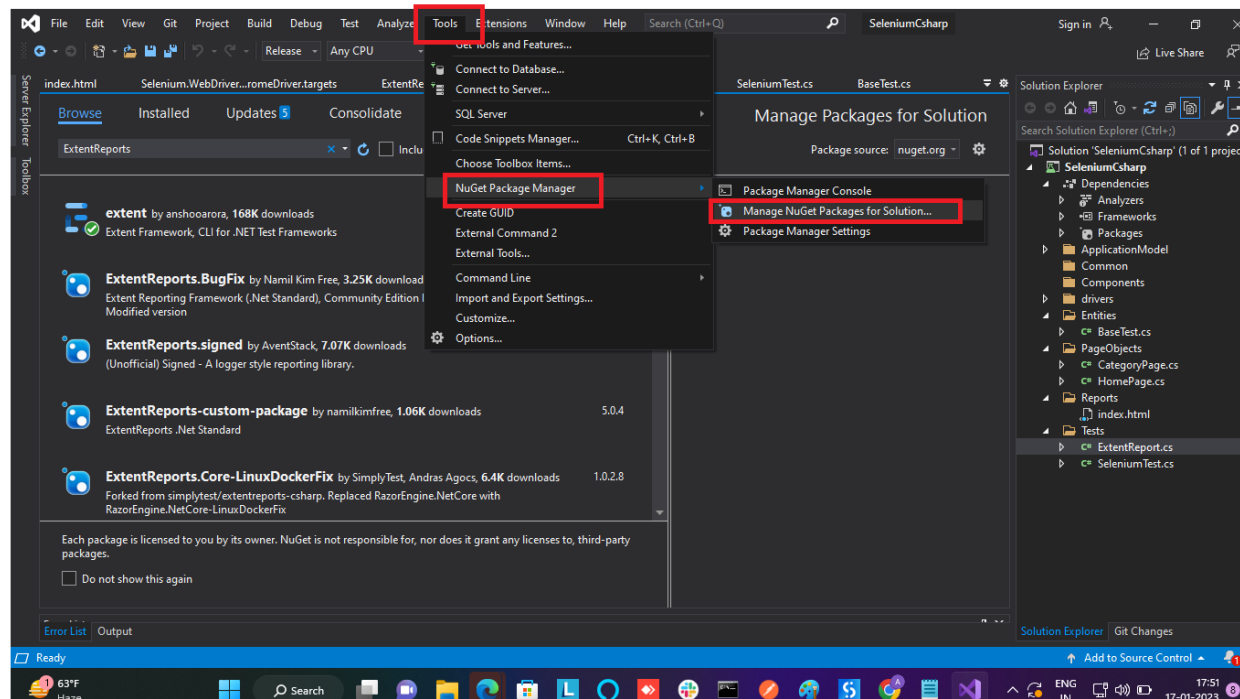 File Edit View Git Project Build Debug Test Analyze Tools Extensions Window Help Search (Ctrl+Q) SeleniumCsharp Sign in
Release Any CPU Live Share
Server Explorer
Toolbox
index.html Selenium.WebDriver...romeDriver.targets ExtentRe SeleniumTest.cs BaseTest.cs
Browse Installed Updates 5 Consolidate Manage Packages for Solution
ExtentReports Inclu Package source: nuget.org
extent by anshooarora, 168K downloads
Extent Framework, CLI for .NET Test Frameworks
ExtentReports.BugFix by Namil Kim Free, 3.25K download
Extent Reporting Framework (.Net Standard), Community Edition
Modified version
ExtentReports.signed by AventStack, 7.07K downloads
(Unofficial) Signed - A logger style reporting library.
ExtentReports-custom-package by namilkimfree, 1.06K downloads 5.0.4
ExtentReports .Net Standard
ExtentReports.Core-LinuxDockerFix by SimplyTest, Andras Agocs, 6.4K downloads 1.0.2.8
Forked from simplytest/extentreports-csharp. Replaced RazorEngine.NetCore with
RazorEngine.NetCore-LinuxDockerFix
Each package is licensed to you by its owner. NuGet is not responsible for, nor does it grant any licenses to, third-party
packages.
Do not show this again
Get Tools and Features...
Connect to Database...
Connect to Server...
SQL Server
Code Snippets Manager... Ctrl+K, Ctrl+B
Choose Toolbox Items...
NuGet Package Manager
Create GUID
External Command 2
External Tools...
Command Line
Import and Export Settings...
Customize...
Options...
Package Manager Console
Manage NuGet Packages for Solution...
Package Manager Settings
Solution Explorer
Search Solution Explorer (Ctrl+;)
Solution 'SeleniumCsharp' (1 of 1 projec
SeleniumCsharp
Dependencies
Analyzers
Frameworks
Packages
ApplicationModel
Common
Components
drivers
Entities
C# BaseTest.cs
PageObjects
C# CategoryPage.cs
C# HomePage.cs
Reports
index.html
Tests
C# ExtentReport.cs
C# SeleniumTest.cs
Error List Output
Solution Explorer Git Changes
Ready Add to Source Control 1
1 63°F
Haze
Search
ENG
IN
17:51
17-01-2023
8